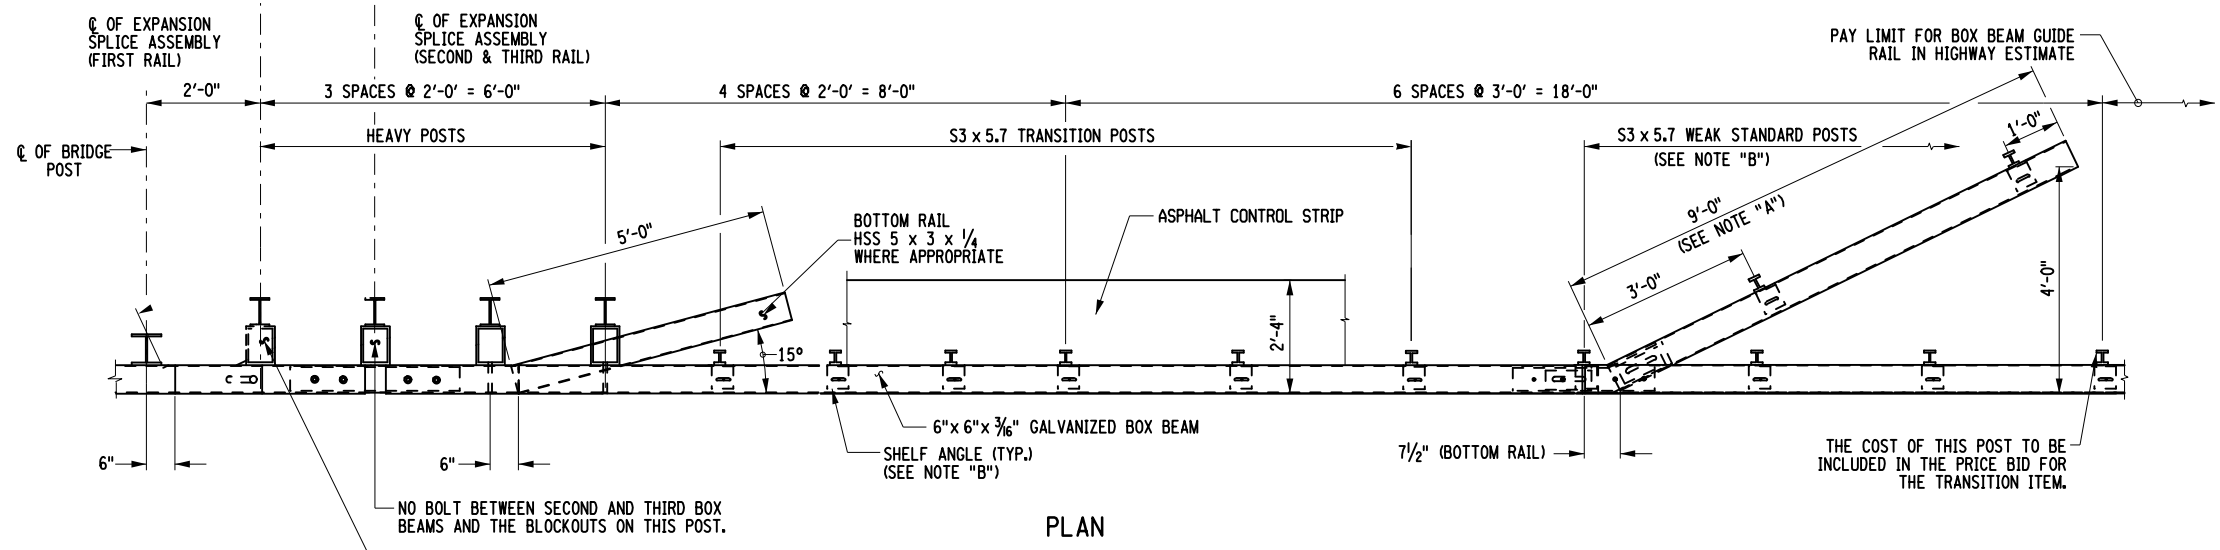 ℄ OF EXPANSION
SPLICE ASSEMBLY
(FIRST RAIL)
℄ OF EXPANSION
SPLICE ASSEMBLY
(SECOND & THIRD RAIL)
PAY LIMIT FOR BOX BEAM GUIDE
RAIL IN HIGHWAY ESTIMATE
2'-0"
3 SPACES @ 2'-0' = 6'-0"
4 SPACES @ 2'-0' = 8'-0"
6 SPACES @ 3'-0' = 18'-0"
℄ OF BRIDGE
POST
HEAVY POSTS
S3 x 5.7 TRANSITION POSTS
S3 x 5.7 WEAK STANDARD POSTS
(SEE NOTE "B")
1'-0"
5'-0"
BOTTOM RAIL
HSS 5 x 3 x 1/4
WHERE APPROPRIATE
ASPHALT CONTROL STRIP
9'-0"
(SEE NOTE "A")
3'-0"
4'-0"
2'-4"
15°
S
S
S
6"x 6"x 3/16" GALVANIZED BOX BEAM
SHELF ANGLE (TYP.)
(SEE NOTE "B")
6"
6"
7 1/2" (BOTTOM RAIL)
THE COST OF THIS POST TO BE
INCLUDED IN THE PRICE BID FOR
THE TRANSITION ITEM.
NO BOLT BETWEEN SECOND AND THIRD BOX
BEAMS AND THE BLOCKOUTS ON THIS POST.
PLAN